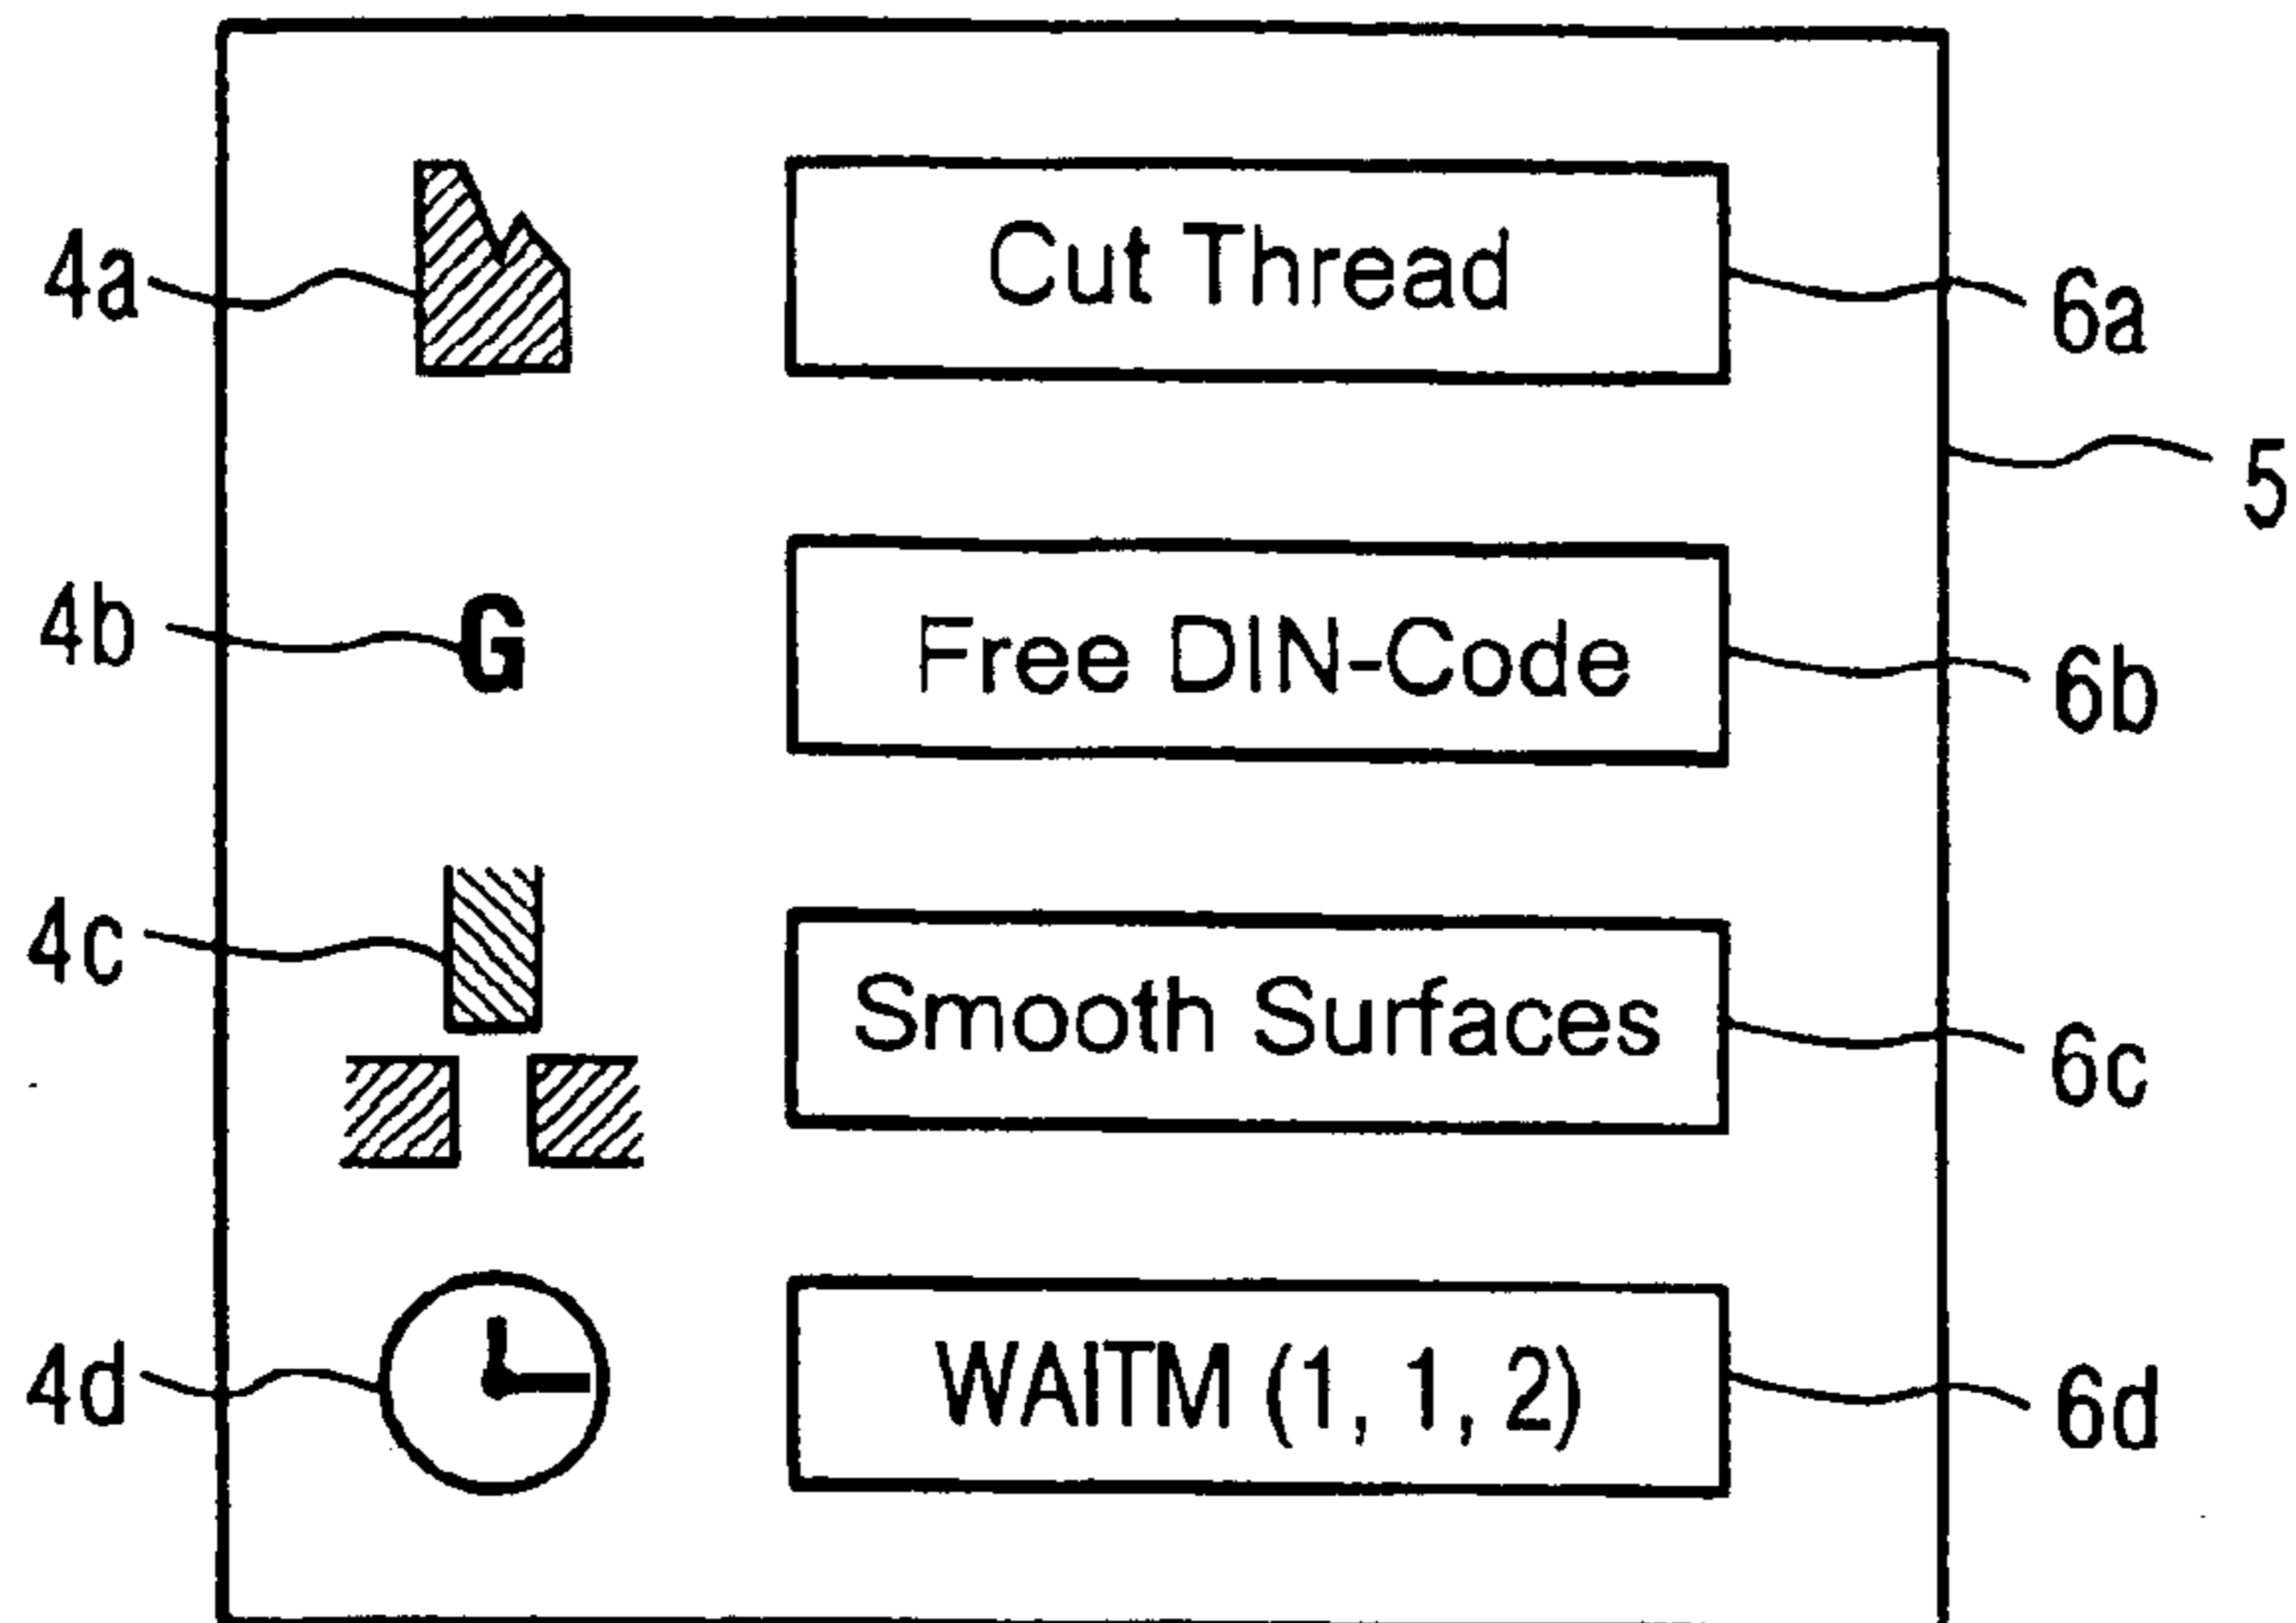 4a Cut Thread 6a
5
4b G Free DIN-Code 6b
4c Smooth Surfaces 6c
4d WAITM (1, 1, 2) 6d